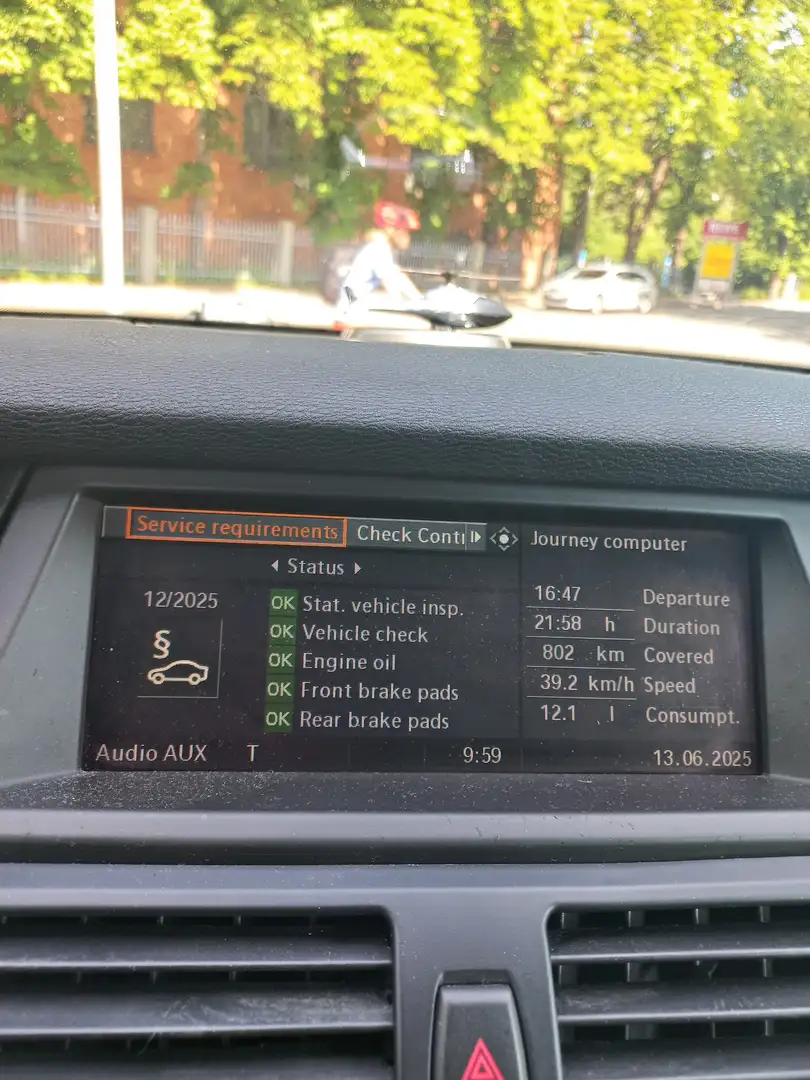 Service requirements Check Contr
Status
12/2025
§
OK Stat. vehicle insp.
OK Vehicle check
OK Engine oil
OK Front brake pads
OK Rear brake pads
Journey computer
16:47 Departure
21:58 h Duration
802 km Covered
39.2 km/h Speed
12.1 l Consumpt.
Audio AUX T 9:59 13.06.2025